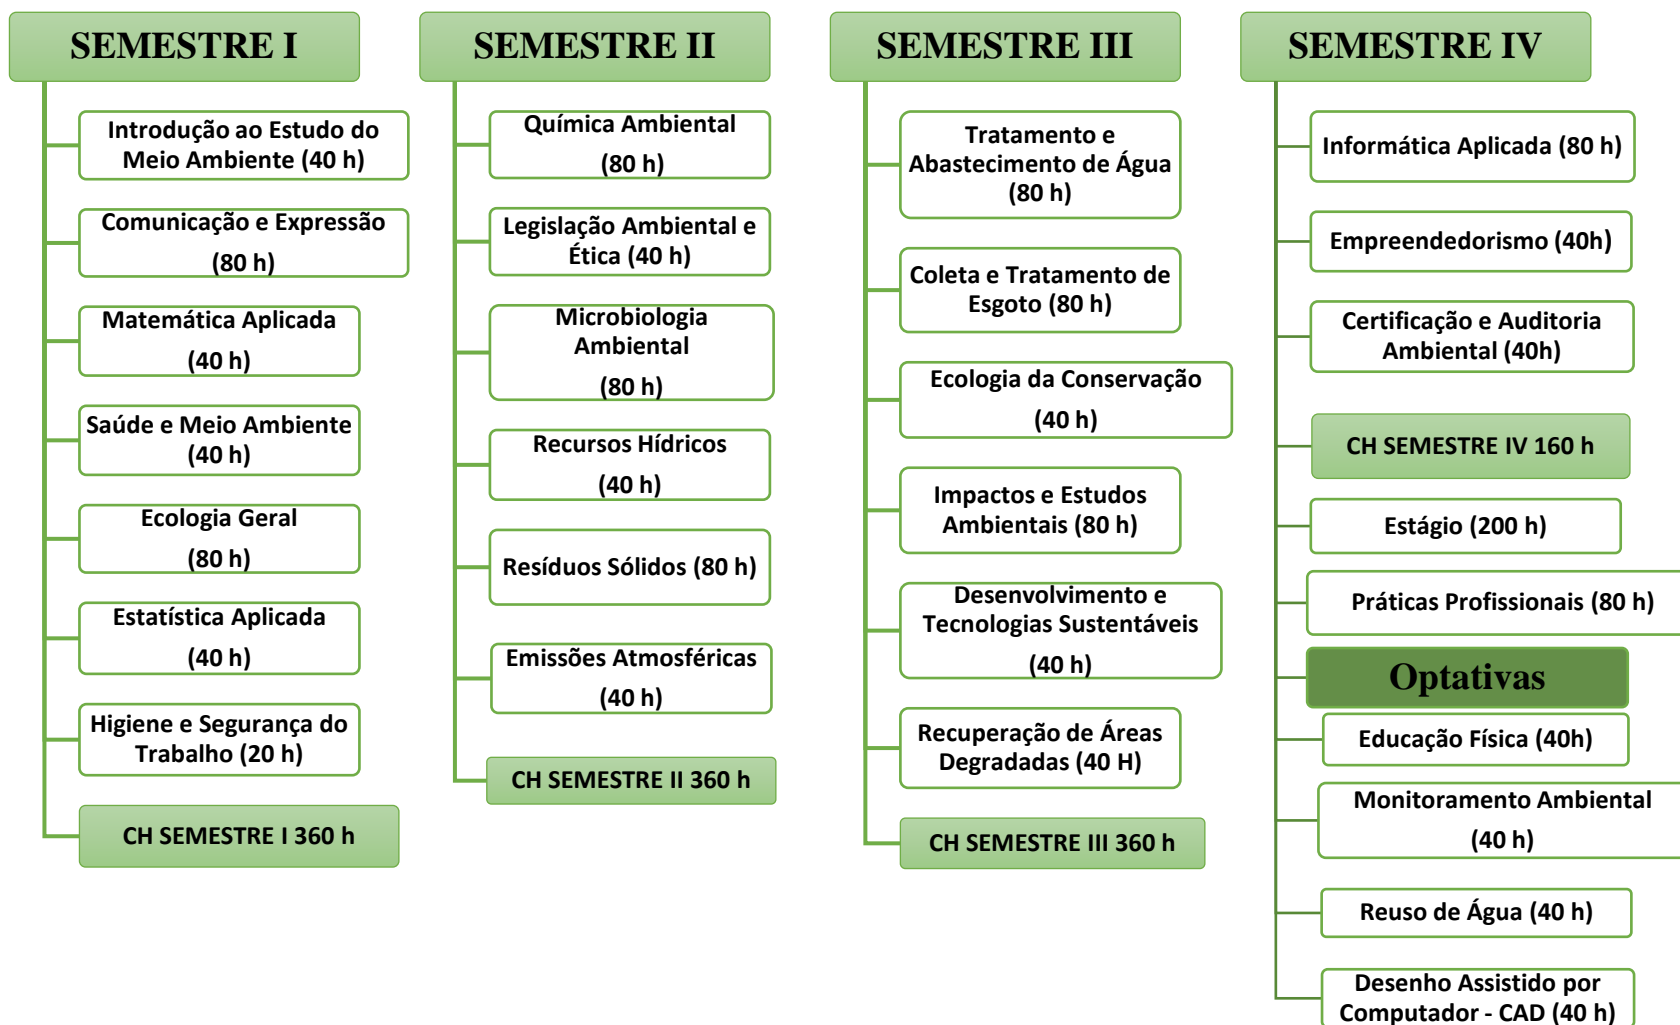 SEMESTRE I
Introdução ao Estudo do
Meio Ambiente (40 h)
Comunicação e Expressão
(80 h)
Matemática Aplicada
(40 h)
Saúde e Meio Ambiente
(40 h)
Ecologia Geral
(80 h)
Estatística Aplicada
(40 h)
Higiene e Segurança do
Trabalho (20 h)
CH SEMESTRE I 360 h
SEMESTRE II
Química Ambiental
(80 h)
Legislação Ambiental e
Ética (40 h)
Microbiologia
Ambiental
(80 h)
Recursos Hídricos
(40 h)
Resíduos Sólidos (80 h)
Emissões Atmosféricas
(40 h)
CH SEMESTRE II 360 h
SEMESTRE III
Tratamento e
Abastecimento de Água
(80 h)
Coleta e Tratamento de
Esgoto (80 h)
Ecologia da Conservação
(40 h)
Impactos e Estudos
Ambientais (80 h)
Desenvolvimento e
Tecnologias Sustentáveis
(40 h)
Recuperação de Áreas
Degradadas (40 H)
CH SEMESTRE III 360 h
SEMESTRE IV
Informática Aplicada (80 h)
Empreendedorismo (40h)
Certificação e Auditoria
Ambiental (40h)
CH SEMESTRE IV 160 h
Estágio (200 h)
Práticas Profissionais (80 h)
Optativas
Educação Física (40h)
Monitoramento Ambiental
(40 h)
Reuso de Água (40 h)
Desenho Assistido por
Computador - CAD (40 h)